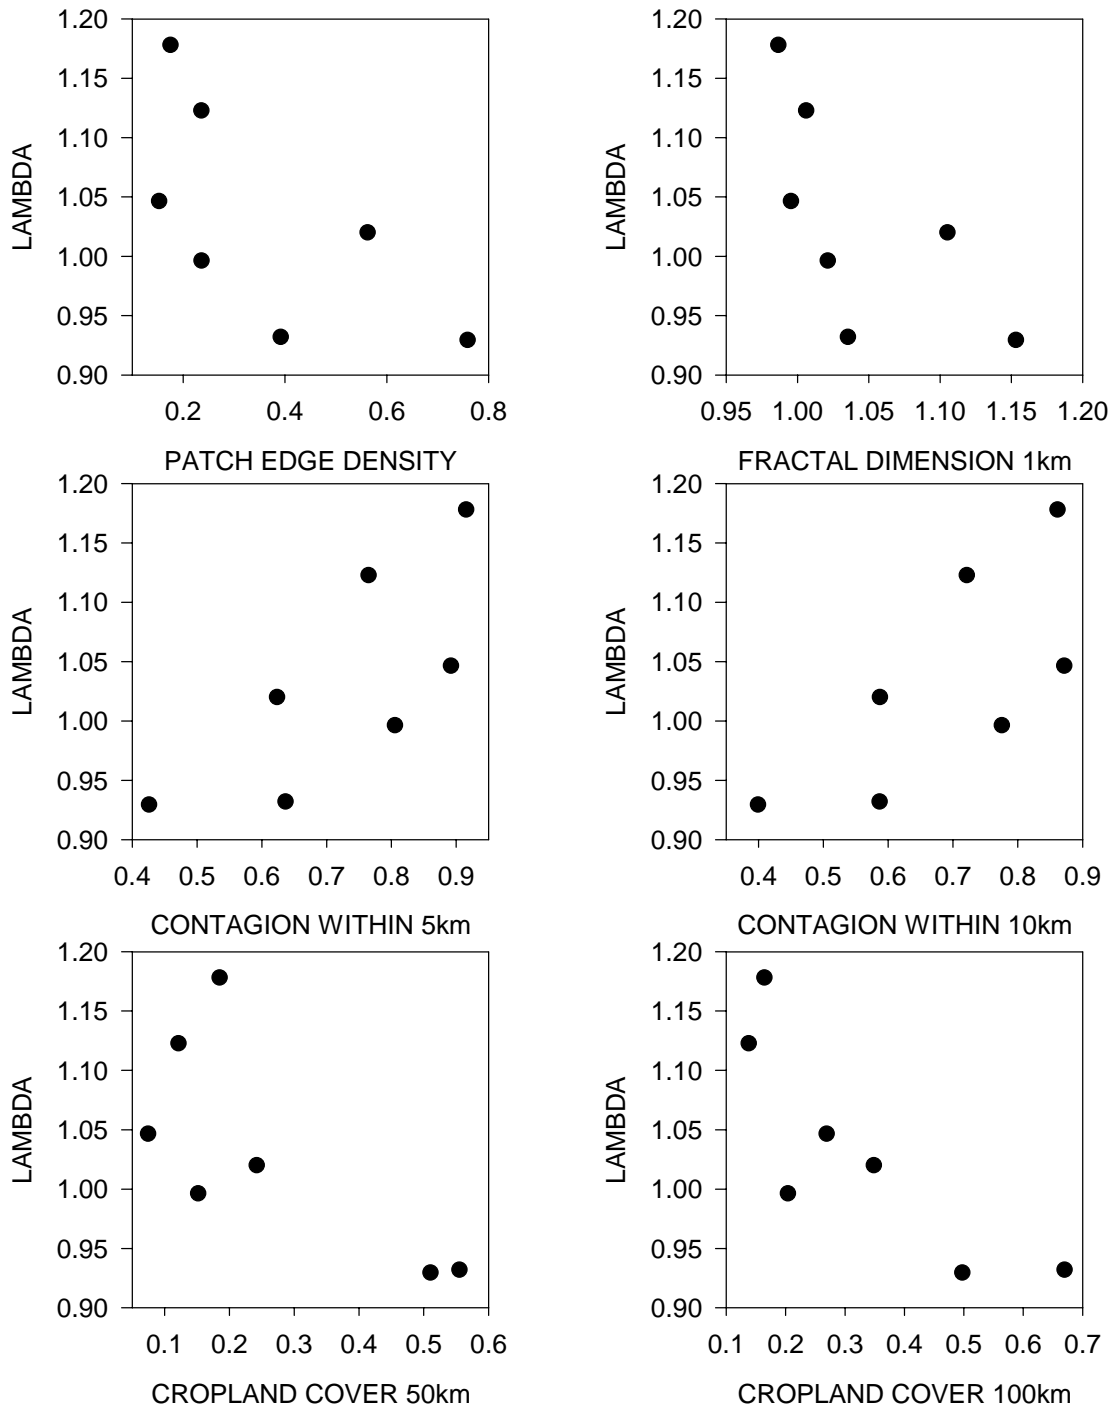 1.20
1.15
1.10
1.05
1.00
0.95
0.90
LAMBDA
0.2 0.4 0.6 0.8
PATCH EDGE DENSITY
1.20
1.15
1.10
1.05
1.00
0.95
0.90
LAMBDA
0.95 1.00 1.05 1.10 1.15 1.20
FRACTAL DIMENSION 1km
1.20
1.15
1.10
1.05
1.00
0.95
0.90
LAMBDA
0.4 0.5 0.6 0.7 0.8 0.9
CONTAGION WITHIN 5km
1.20
1.15
1.10
1.05
1.00
0.95
0.90
LAMBDA
0.4 0.5 0.6 0.7 0.8 0.9
CONTAGION WITHIN 10km
1.20
1.15
1.10
1.05
1.00
0.95
0.90
LAMBDA
0.1 0.2 0.3 0.4 0.5 0.6
CROPLAND COVER 50km
1.20
1.15
1.10
1.05
1.00
0.95
0.90
LAMBDA
0.1 0.2 0.3 0.4 0.5 0.6 0.7
CROPLAND COVER 100km